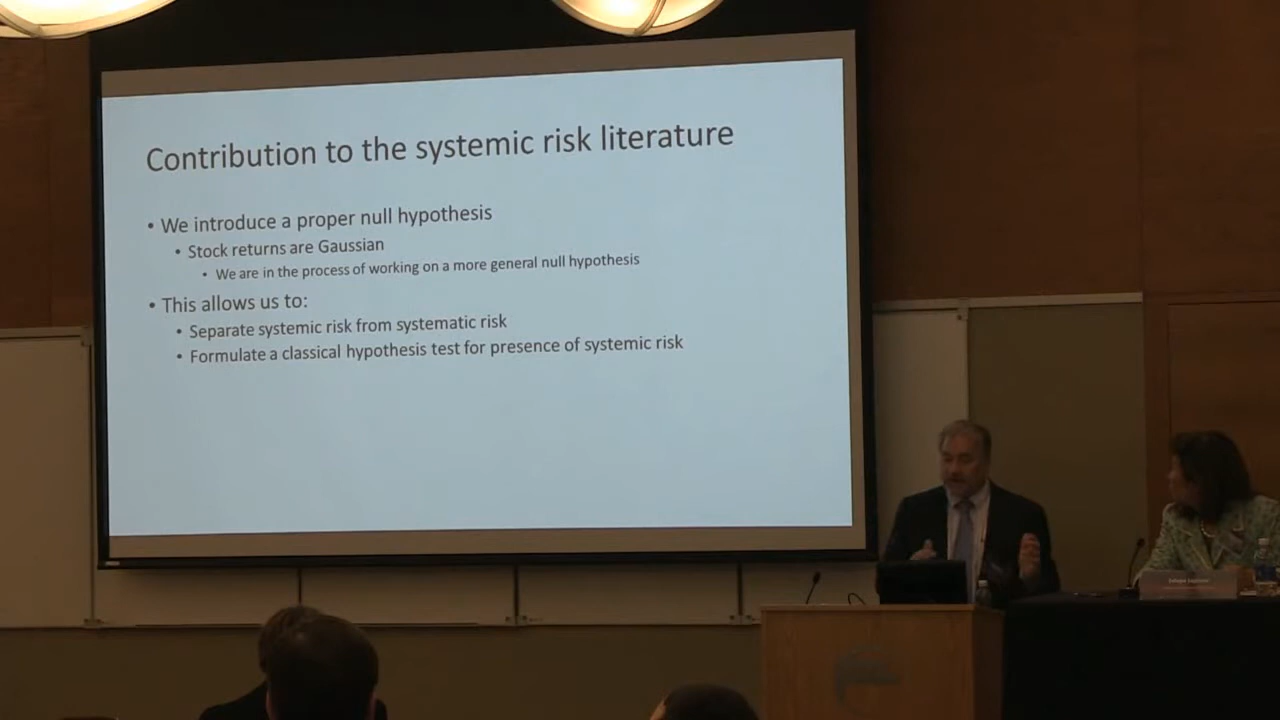 Contribution to the systemic risk literature
• We introduce a proper null hypothesis
• Stock returns are Gaussian
• We are in the process of working on a more general null hypothesis
• This allows us to:
• Separate systemic risk from systematic risk
• Formulate a classical hypothesis test for presence of systemic risk